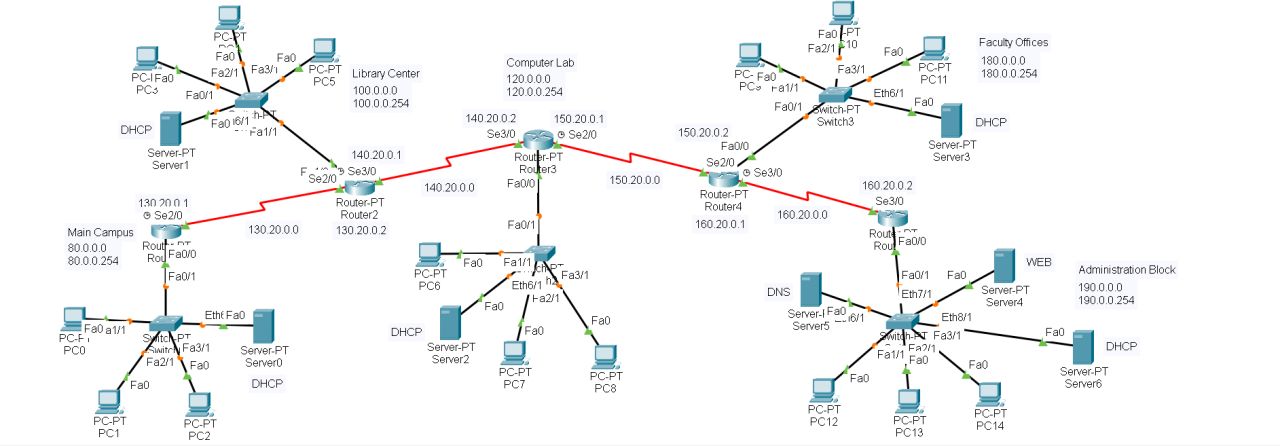 PC-PT
Fa0
Fa2/1
Fa3/1
Fa0
PC-PT
PC5
Fa0
Fa0/1
DHCP
Fa0
Fa1/1
Server-PT
Server1
Library Center
100.0.0.0
100.0.0.254
Computer Lab
120.0.0.0
120.0.0.254
140.20.0.2
Se3/0
150.20.0.1
Se2/0
Router-PT
Router3
Fa0/0
140.20.0.1
Se3/0
Se2/0
Router-PT
Router2
130.20.0.2
140.20.0.0
150.20.0.0
150.20.0.2
Fa0/0
Se2/0
Se3/0
Router-PT
Router4
160.20.0.1
160.20.0.0
160.20.0.2
Se3/0
Fa0/0
Fa0
Fa2/1
Fa3/1
Fa0
PC-PT
PC11
Fa0
Fa0/1
Eth6/1
Fa0
Switch-PT
Switch3
DHCP
Server-PT
Server3
Faculty Offices
180.0.0.0
180.0.0.254
130.20.0.1
Se2/0
Fa0/0
130.20.0.0
Main Campus
80.0.0.0
80.0.0.254
Fa0/1
Fa0
PC0
Fa0
Fa3/1
Fa2/1
Fa0
Fa0
Server-PT
Server0
DHCP
PC-PT
PC1
PC-PT
PC2
Fa0/1
PC-PT
PC6
Fa0
Fa1/1
Eth6/1
Fa3/1
Fa2/1
DHCP
Fa0
Server-PT
Server2
Fa0
Fa0
PC-PT
PC7
PC-PT
PC8
Fa0/1
Eth7/1
Fa0
WEB
Server-PT
Server4
DNS
Fa0
Server5
Eth8/1
Fa3/1
Fa2/1
Fa1/1
Fa0
DHCP
Server-PT
Server6
Administration Block
190.0.0.0
190.0.0.254
Fa0
Fa0
Fa0
PC-PT
PC12
PC-PT
PC13
PC-PT
PC14